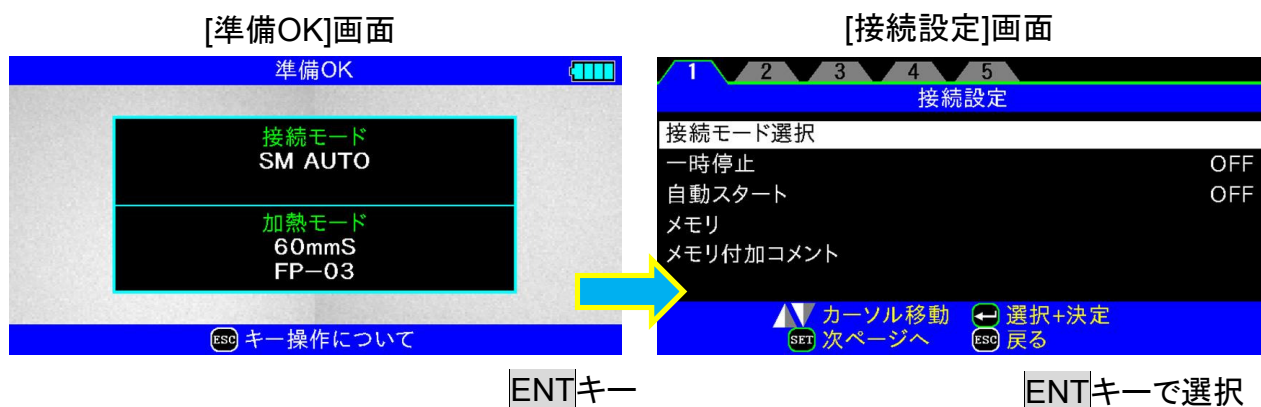 [準備OK]画面
準備OK
接続モード
SM AUTO
加熱モード
60mmS
FP-03
ESC キー操作について
ENTキー
[接続設定]画面
1 2 3 4 5
接続設定
接続モード選択
一時停止 OFF
自動スタート OFF
メモリ
メモリ付加コメント
カーソル移動 選択+決定
SET 次ページへ ESC 戻る
ENTキーで選択